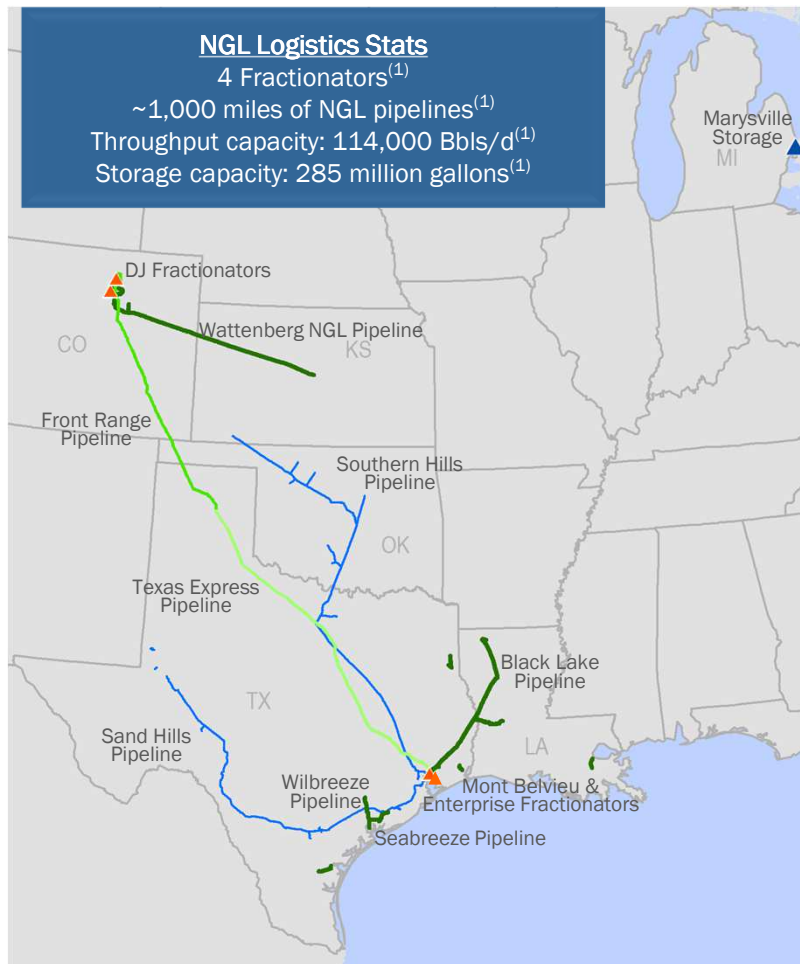 NGL Logistics Stats
4 Fractionators(1)
~1,000 miles of NGL pipelines(1)
Throughput capacity: 114,000 Bbls/d(1)
Storage capacity: 285 million gallons(1)
Marysville
Storage
MI
DJ Fractionators
Wattenberg NGL Pipeline
CO
KS
Front Range
Pipeline
Southern Hills
Pipeline
OK
Texas Express
Pipeline
Black Lake
Pipeline
TX
Sand Hills
Pipeline
LA
Wilbreeze
Pipeline
Mont Belvieu &
Enterprise Fractionators
Seabreeze Pipeline